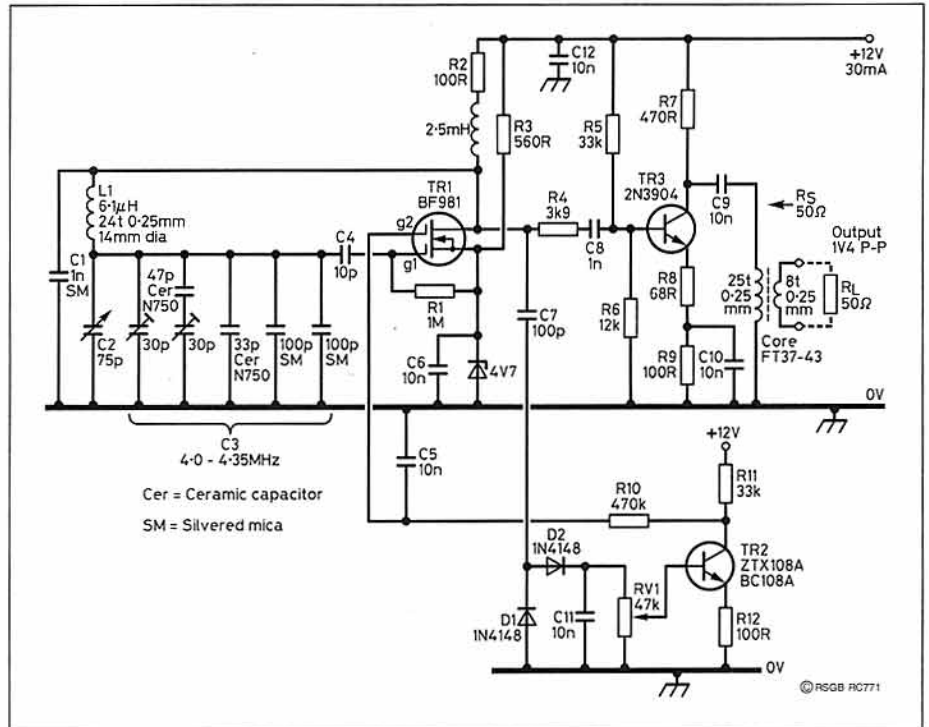 R2
100R
2·5mH
R3
560R
C12
10n
R5
33k
R7
470R
+12V
30mA
L1
6·1µH
24t 0·25mm
14mm dia
C1
1n
SM
C2
75p
30p
47p
Cer
N750
30p
33p
Cer
N750
100p
SM
100p
SM
C4
10p
TR1
BF981
g2
g1
R1
1M
C6
10n
4V7
R4
3k9
C8
1n
C7
100p
R6
12k
TR3
2N3904
R8
68R
R9
100R
C10
10n
C9
10n
RS
50Ω
Output
1V4 P-P
25t
0·25
mm
8t
0·25
mm
RL
50Ω
Core
FT37-43
0V
C3
4·0 - 4·35MHz
Cer = Ceramic capacitor
SM = Silvered mica
C5
10n
R10
470k
+12V
R11
33k
D2
1N4148
D1
1N4148
C11
10n
RV1
47k
TR2
ZTX108A
BC108A
R12
100R
0V
©RSGB RC771